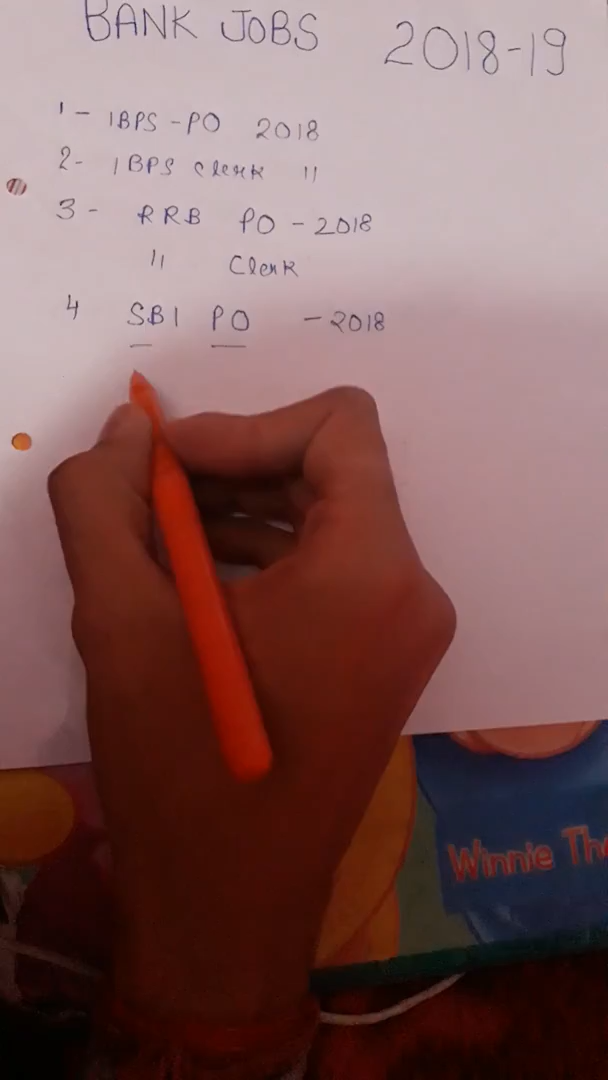 BANK JOBS 2018-19
1- IBPS-PO 2018
2- IBPS Clerk 11
3- RRB PO-2018
11 Clerk
4 SBI PO -2018
Winnie The